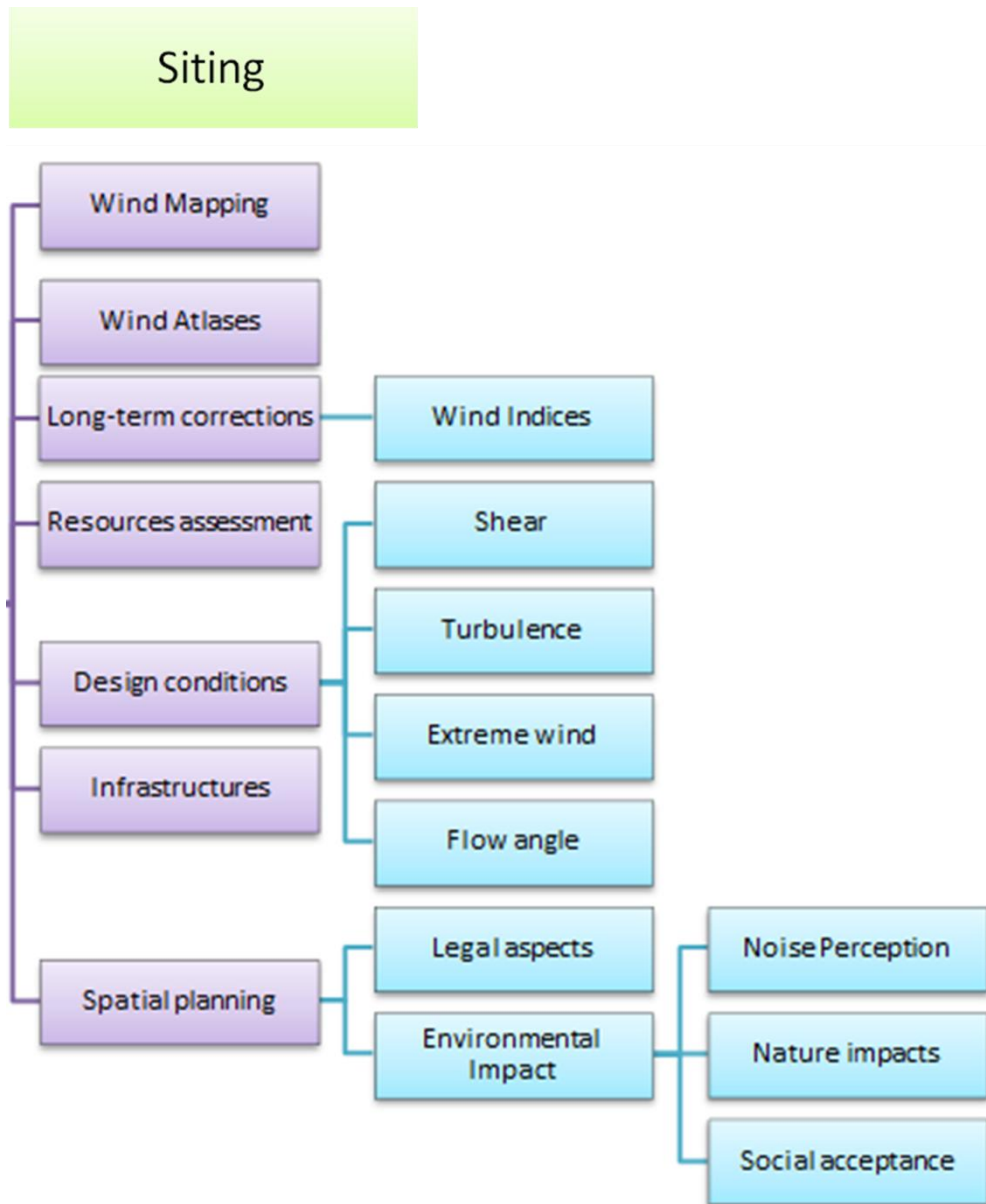 Siting
Wind Mapping
Wind Atlases
Long-term corrections
Wind Indices
Resources assessment
Shear
Turbulence
Design conditions
Extreme wind
Infrastructures
Flow angle
Legal aspects
Noise Perception
Spatial planning
Environmental
Impact
Nature impacts
Social acceptance